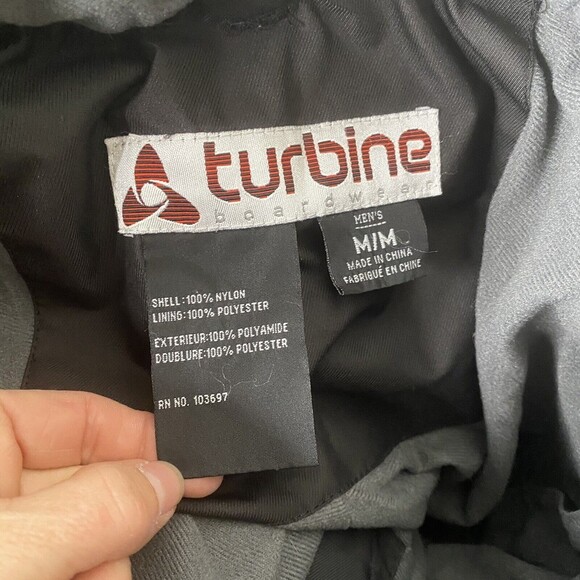 turbine
boardwear
MEN'S
M/M
MADE IN CHINA
FABRIQUÉ EN CHINE
SHELL:100% NYLON
LINING:100% POLYESTER
EXTERIEUR:100% POLYAMIDE
DOUBLURE:100% POLYESTER
RN NO. 103697